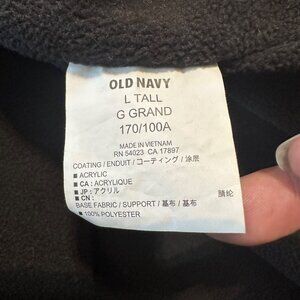 OLD NAVY
L TALL
G GRAND
170/100A
MADE IN VIETNAM
RN 54023 CA 17897
COATING / ENDUIT / コーティング / 涂层
■ ACRYLIC
■ CA : ACRYLIQUE
■ JP : アクリル
■ CN : 腈纶
BASE FABRIC / SUPPORT / 基布 / 基布
■ 100% POLYESTER